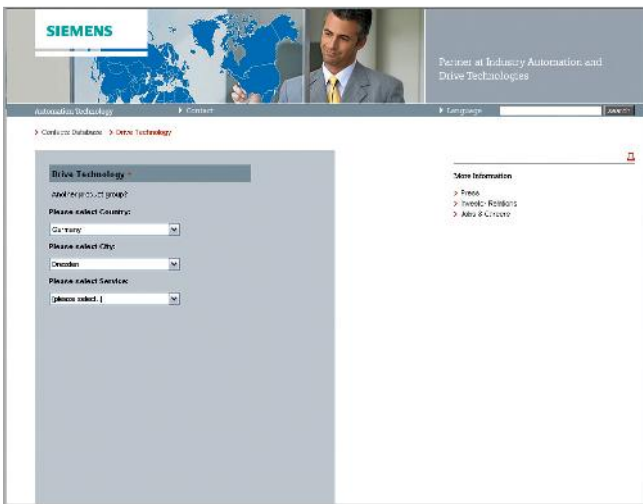 SIEMENS
Partner at Industry Automation and
Drive Technologies
Automation Technology
Contact
Language
Search
Contacts Database
Drive Technology
Drive Technology
More Information
Another product group?
Press
Please select Country:
Investor Relations
Jobs & Careers
Germany
Please select City:
Dresden
Please select Service:
[please select..]